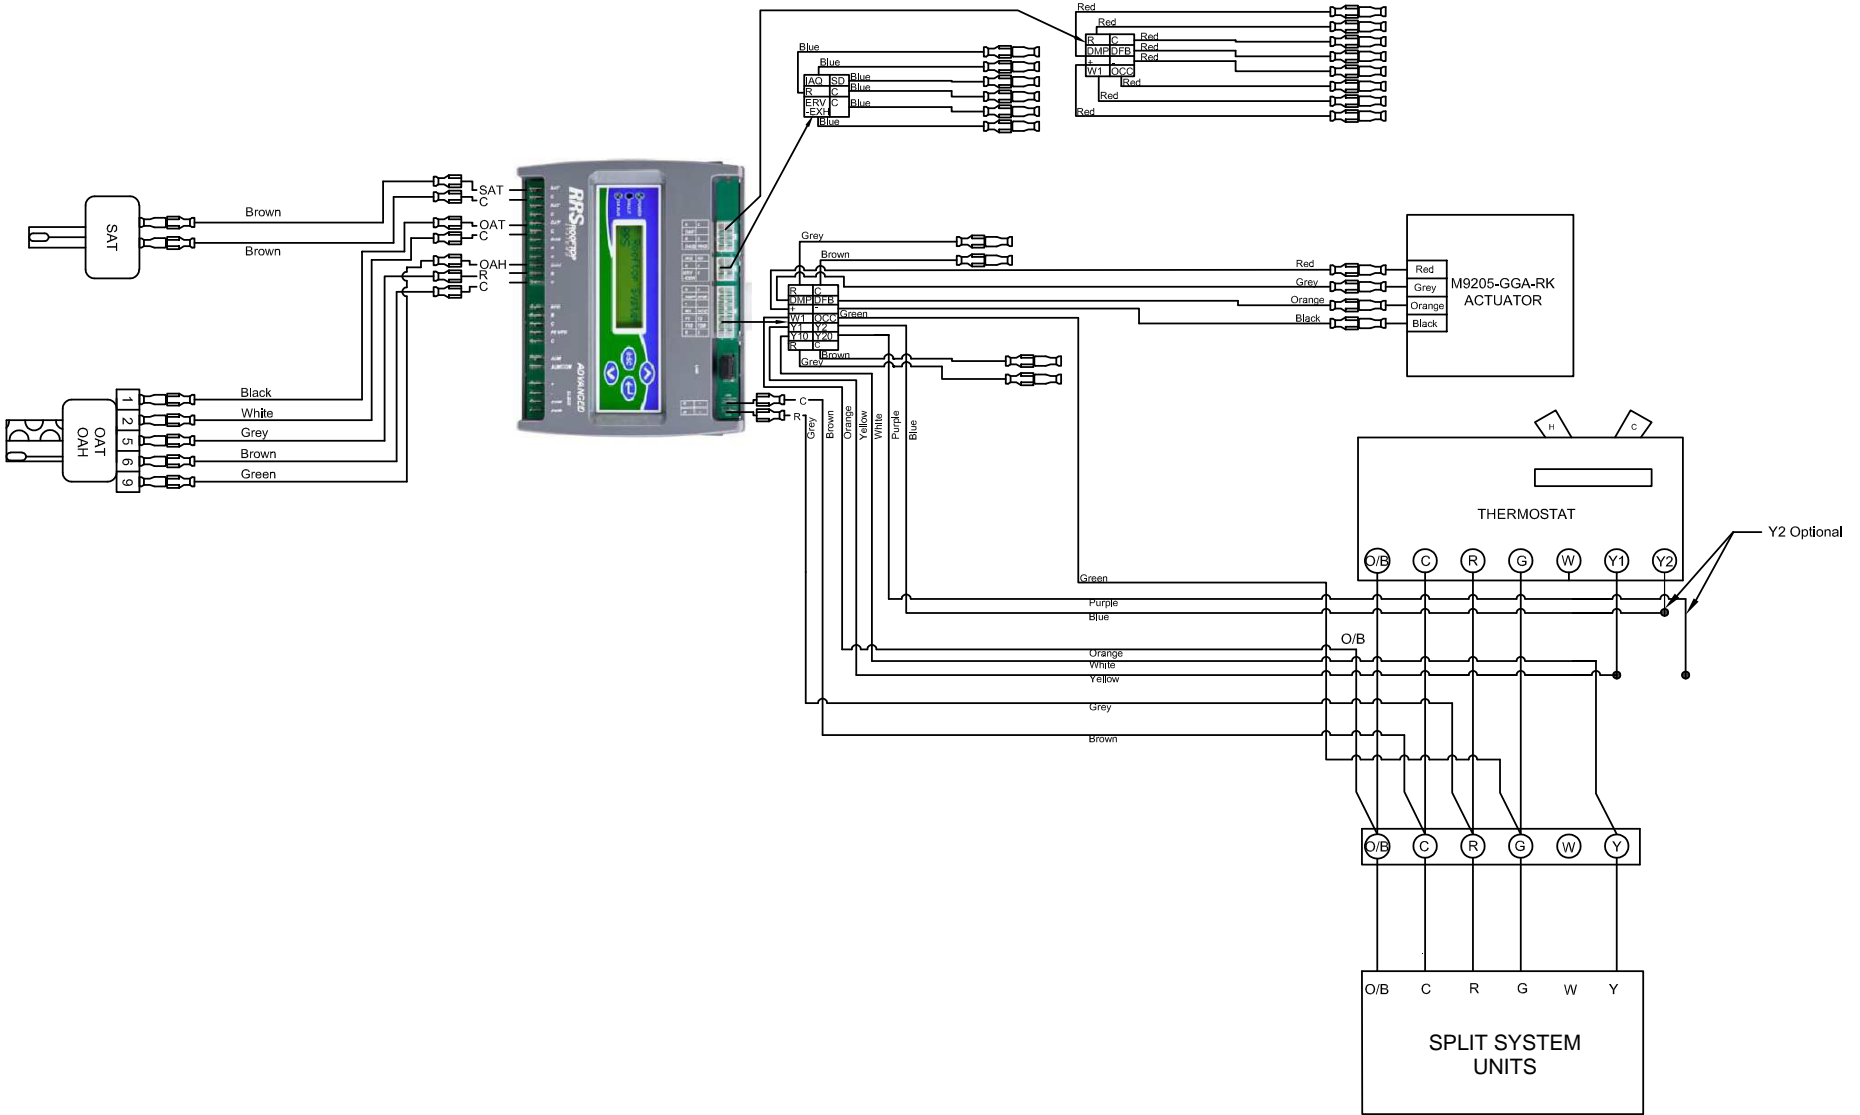 Red
Red
R C Red
DMP DFB Red
+ - Red
W1 OCC
Red
Red
Red
Blue
Blue
IAQ SD Blue
R C Blue
ERV C Blue
-EXH
Blue
SAT
Brown
Brown
SAT
C
OAT
C
OAH
R
C
RRS
ROOFTOP
ADVANCED
OAT
OAH
1
2
5
6
9
Black
White
Grey
Brown
Green
Grey
Brown
R C
DMP DFB
+ -
W1 OCC Green
Y1 Y2
Y10 Y20
R C
Brown
Grey
C
R
Grey
Brown
Orange
Yellow
White
Purple
Blue
Red
Grey
Orange
Black
Red
Grey
Orange
Black
M9205-GGA-RK
ACTUATOR
H C
THERMOSTAT
Y2 Optional
O/B C R G W Y1 Y2
Green
Purple
Blue
O/B
Orange
White
Yellow
Grey
Brown
O/B C R G W Y
O/B C R G W Y
SPLIT SYSTEM
UNITS